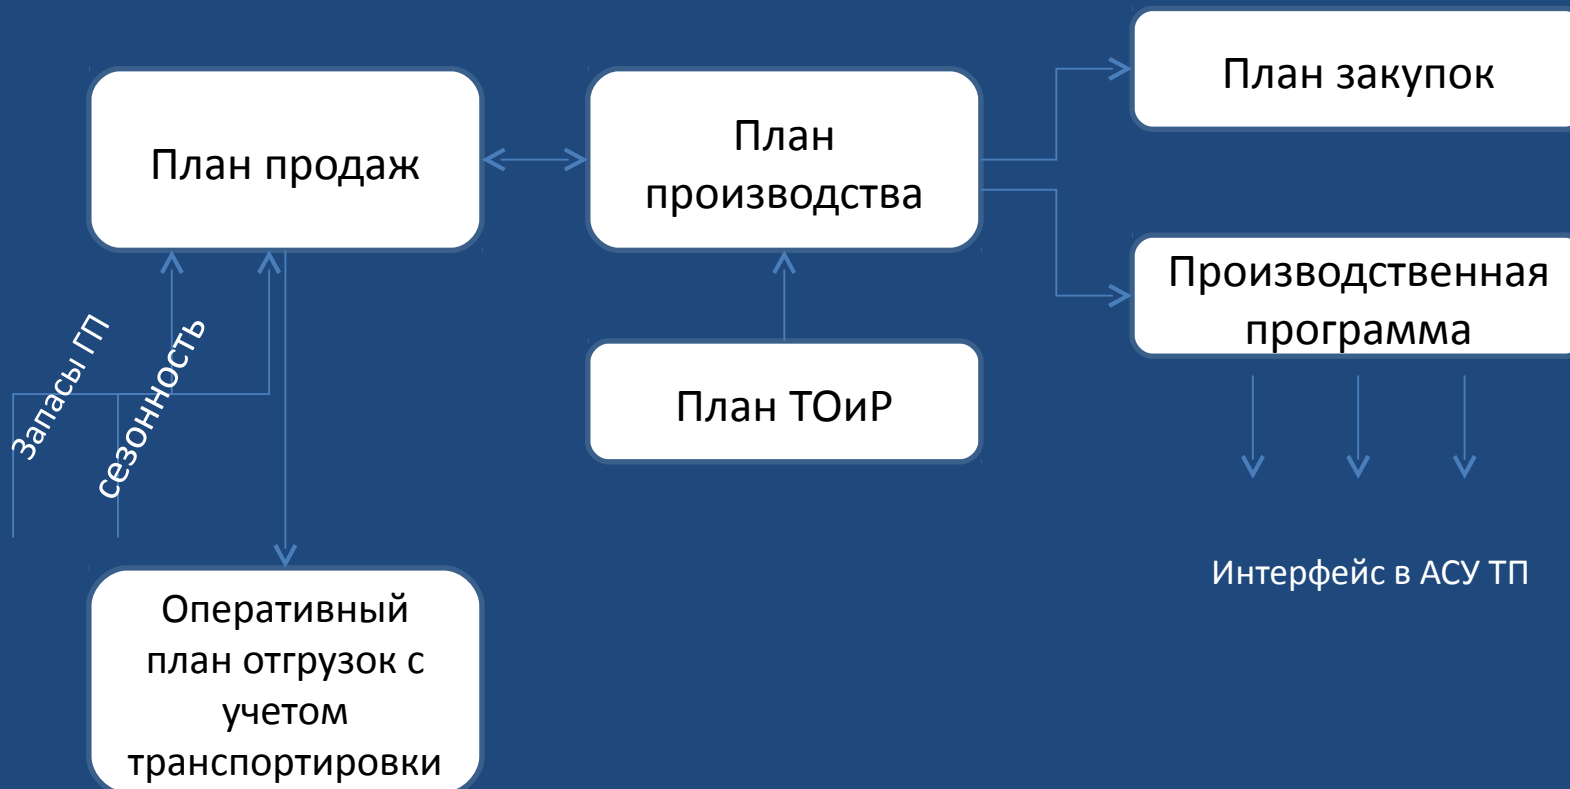 План закупок
План продаж
План
производства
Производственная
программа
Запасы ГП
сезонность
План ТОиР
Интерфейс в АСУ ТП
Оперативный
план отгрузок с
учетом
транспортировки